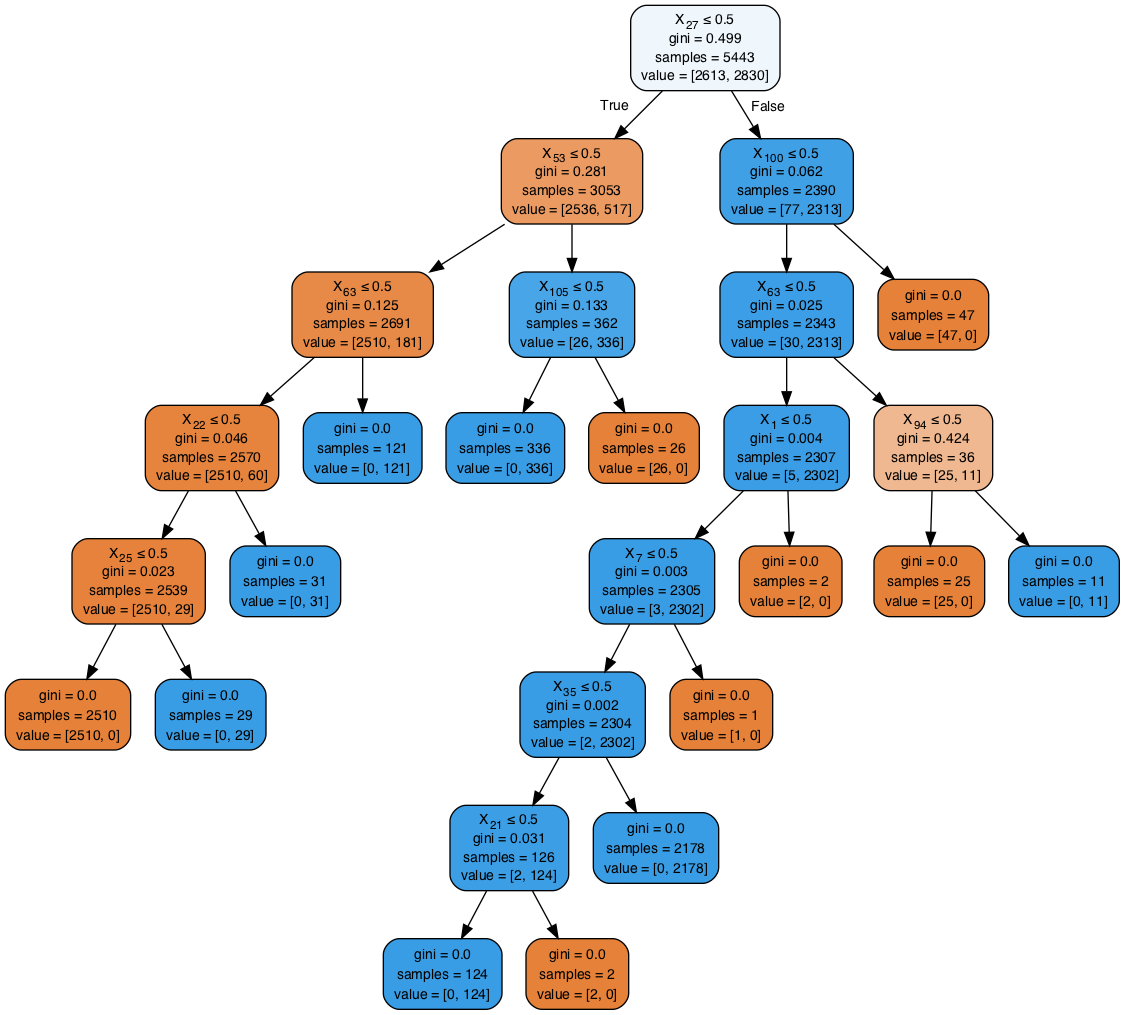 X27 ≤ 0.5
gini = 0.499
samples = 5443
value = [2613, 2830]
True
False
X53 ≤ 0.5
gini = 0.281
samples = 3053
value = [2536, 517]
X100 ≤ 0.5
gini = 0.062
samples = 2390
value = [77, 2313]
X63 ≤ 0.5
gini = 0.125
samples = 2691
value = [2510, 181]
X105 ≤ 0.5
gini = 0.133
samples = 362
value = [26, 336]
X63 ≤ 0.5
gini = 0.025
samples = 2343
value = [30, 2313]
gini = 0.0
samples = 47
value = [47, 0]
X22 ≤ 0.5
gini = 0.046
samples = 2570
value = [2510, 60]
gini = 0.0
samples = 121
value = [0, 121]
gini = 0.0
samples = 336
value = [0, 336]
gini = 0.0
samples = 26
value = [26, 0]
X1 ≤ 0.5
gini = 0.004
samples = 2307
value = [5, 2302]
X94 ≤ 0.5
gini = 0.424
samples = 36
value = [25, 11]
X25 ≤ 0.5
gini = 0.023
samples = 2539
value = [2510, 29]
gini = 0.0
samples = 31
value = [0, 31]
X7 ≤ 0.5
gini = 0.003
samples = 2305
value = [3, 2302]
gini = 0.0
samples = 2
value = [2, 0]
gini = 0.0
samples = 25
value = [25, 0]
gini = 0.0
samples = 11
value = [0, 11]
gini = 0.0
samples = 2510
value = [2510, 0]
gini = 0.0
samples = 29
value = [0, 29]
X35 ≤ 0.5
gini = 0.002
samples = 2304
value = [2, 2302]
gini = 0.0
samples = 1
value = [1, 0]
X21 ≤ 0.5
gini = 0.031
samples = 126
value = [2, 124]
gini = 0.0
samples = 2178
value = [0, 2178]
gini = 0.0
samples = 124
value = [0, 124]
gini = 0.0
samples = 2
value = [2, 0]